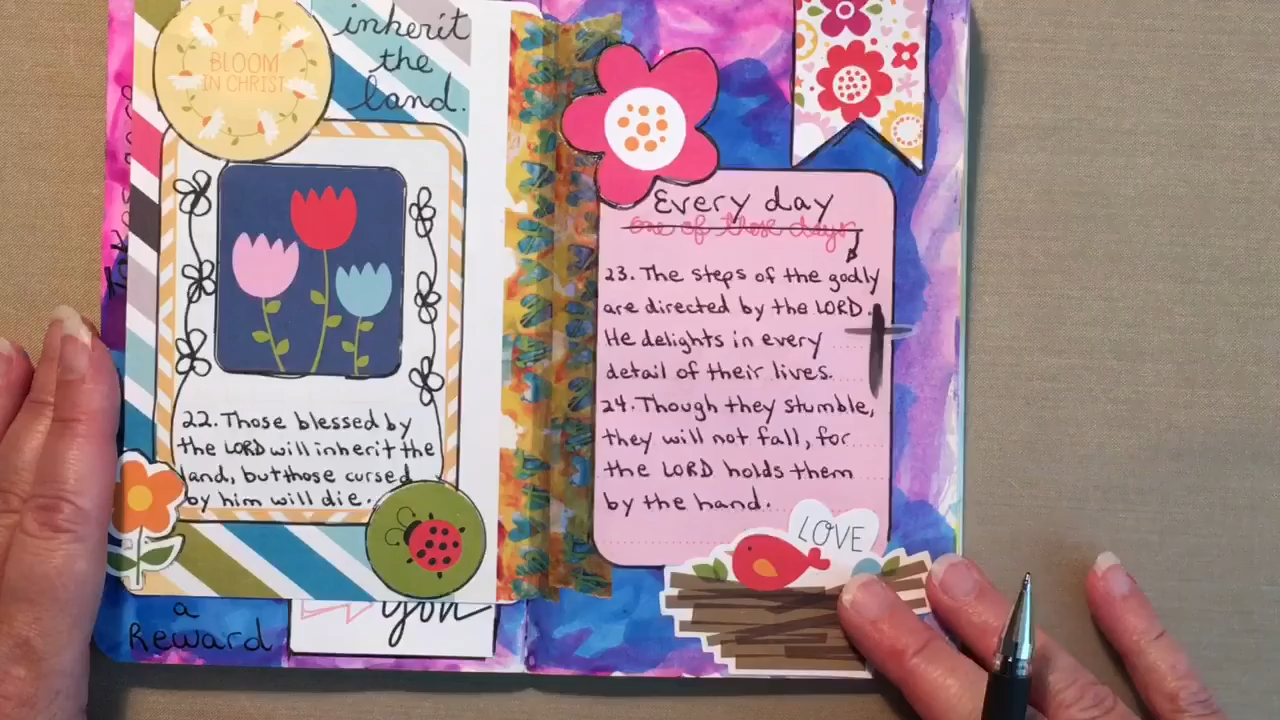 inherit
the
land.
BLOOM
IN CHRIST
22. Those blessed by
the LORD will inherit the
land, but those cursed
by him will die.
a
Reward
you
Every day
one of those days
23. The steps of the godly
are directed by the LORD.
He delights in every
detail of their lives.
24. Though they stumble,
they will not fall, for
the LORD holds them
by the hand.
LOVE